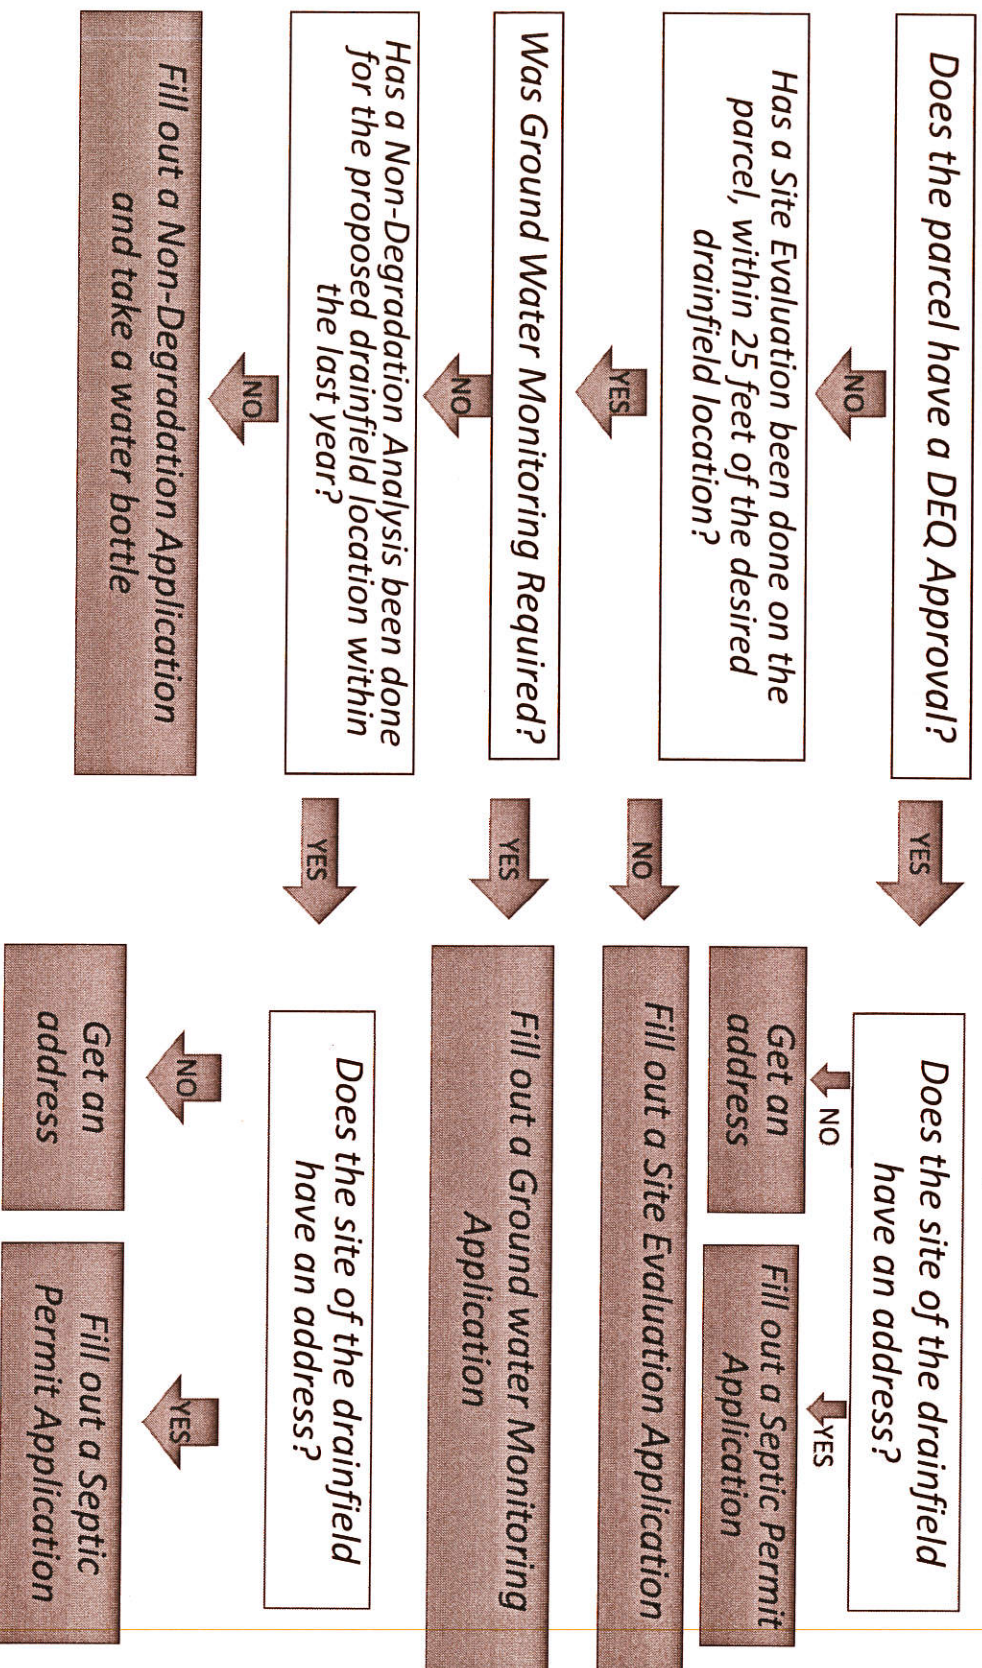 Does the parcel have a DEQ Approval?
YES
Does the site of the drainfield
have an address?
NO
YES
Get an
address
Fill out a Septic Permit
Application
NO
Has a Site Evaluation been done on the
parcel, within 25 feet of the desired
drainfield location?
NO
Fill out a Site Evaluation Application
YES
Was Ground Water Monitoring Required?
YES
Fill out a Ground water Monitoring
Application
NO
Has a Non-Degradation Analysis been done
for the proposed drainfield location within
the last year?
YES
Does the site of the drainfield
have an address?
NO
YES
Get an
address
Fill out a Septic
Permit Application
NO
Fill out a Non-Degradation Application
and take a water bottle